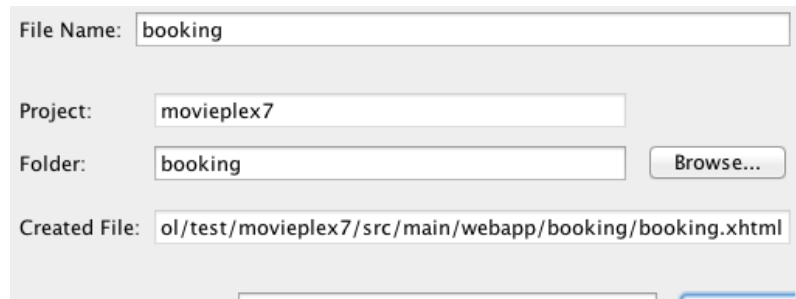 File Name: booking
Project: movieplex7
Folder: booking Browse...
Created File: ol/test/movieplex7/src/main/webapp/booking/booking.xhtml